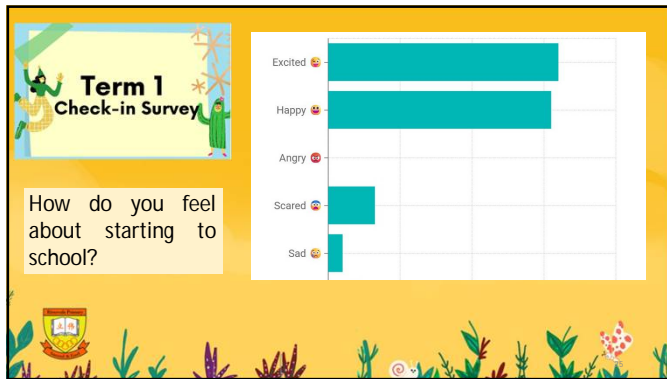 Term 1
Check-in Survey
How do you feel
about starting to
school?
Excited 😜
Happy 😃
Angry 😡
Scared 😨
Sad 😥